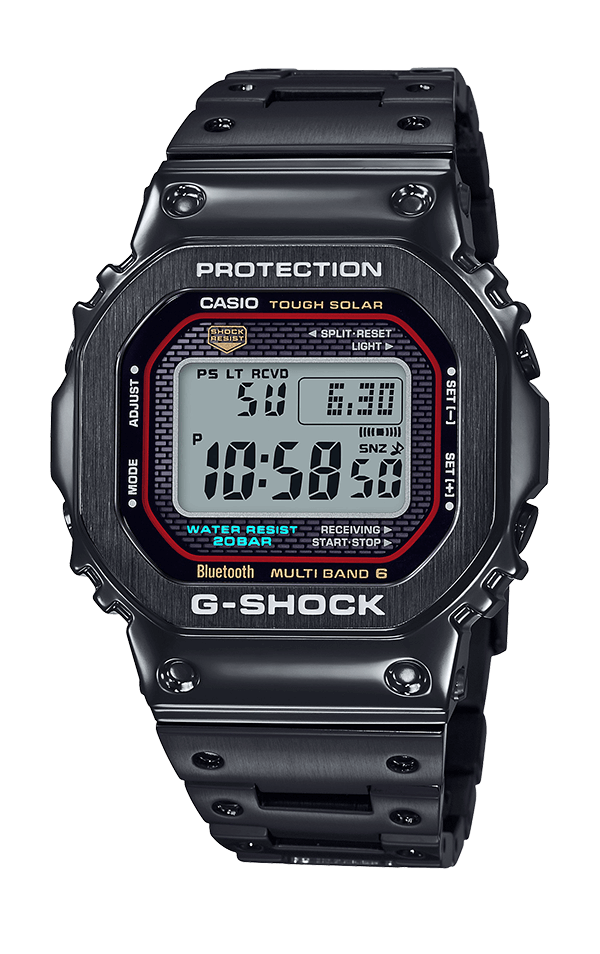 PROTECTION
CASIO TOUGH SOLAR
SHOCK RESIST
◀ SPLIT·RESET
LIGHT ▶
ADJUST
MODE
SET [−]
SET [+]
PS LT RCVD
SU 6.30
SNZ
P 10:58 50
WATER RESIST
20BAR
RECEIVING ▶
START·STOP ▶
Bluetooth MULTI BAND 6
G-SHOCK